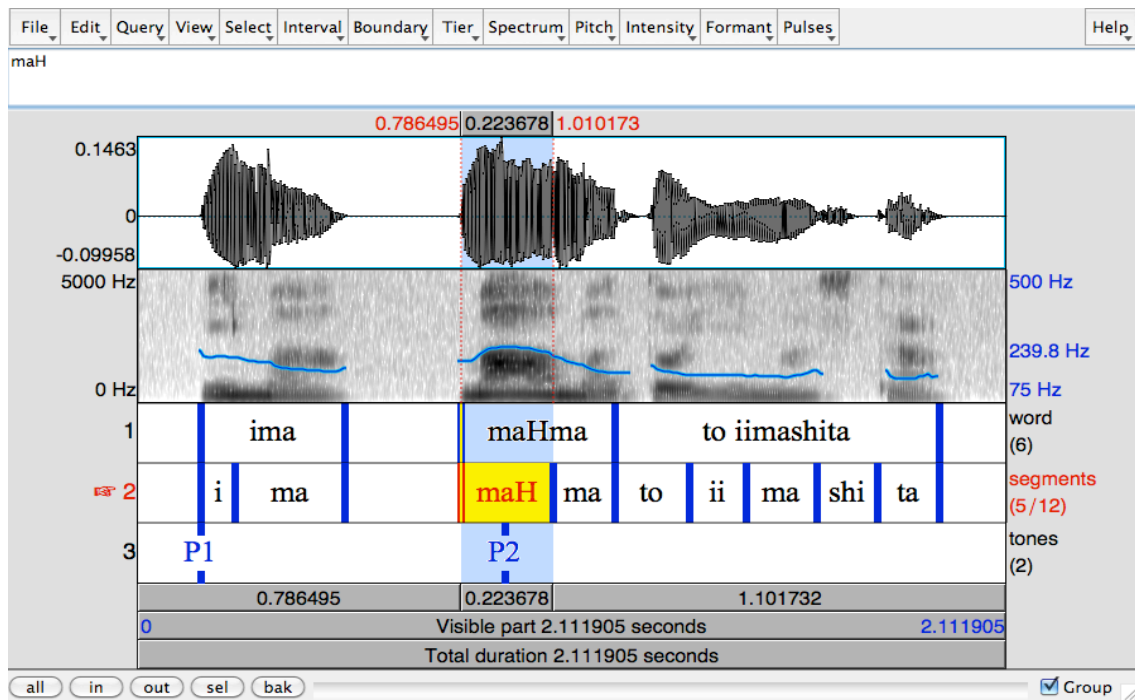 File Edit Query View Select Interval Boundary Tier Spectrum Pitch Intensity Formant Pulses Help
maH
0.786495 0.223678 1.010173
0.1463
0
-0.09958
5000 Hz 500 Hz
239.8 Hz
0 Hz 75 Hz
1 ima maHma to iimashita word
(6)
2 i ma maH ma to ii ma shi ta segments
(5/12)
3 P1 P2 tones
(2)
0.786495 0.223678 1.101732
0 Visible part 2.111905 seconds 2.111905
Total duration 2.111905 seconds
all in out sel bak Group